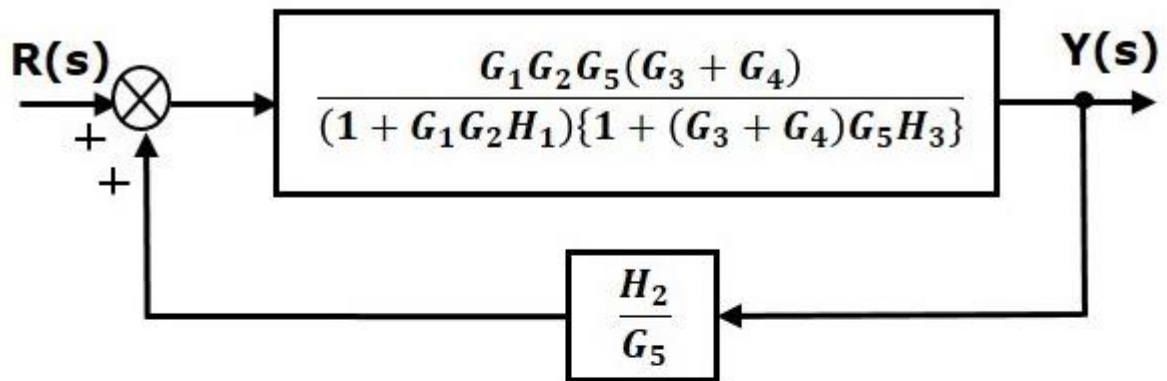 R(s)
Y(s)
G₁G₂G₅(G₃ + G₄)
(1 + G₁G₂H₁){1 + (G₃ + G₄)G₅H₃}
+
+
H₂
G₅